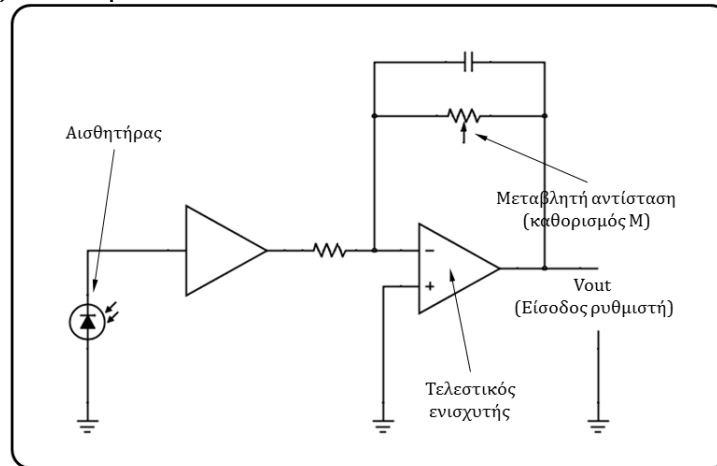 Αισθητήρας
Μεταβλητή αντίσταση
(καθορισμός Μ)
−
+
Vout
(Είσοδος ρυθμιστή)
Τελεστικός
ενισχυτής